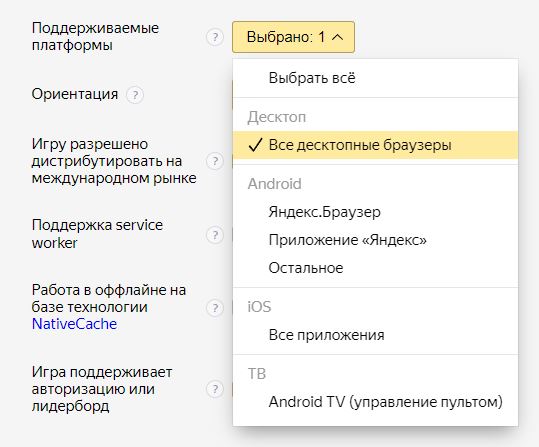 Поддерживаемые
платформы
?
Выбрано: 1
Выбрать всё
Десктоп
Все десктопные браузеры
Android
Яндекс.Браузер
Приложение «Яндекс»
Остальное
iOS
Все приложения
ТВ
Android TV (управление пультом)
Ориентация
?
Игру разрешено
дистрибутировать на
международном рынке
?
Поддержка service
worker
?
Работа в оффлайне на
базе технологии
NativeCache
?
Игра поддерживает
авторизацию или
лидерборд
?